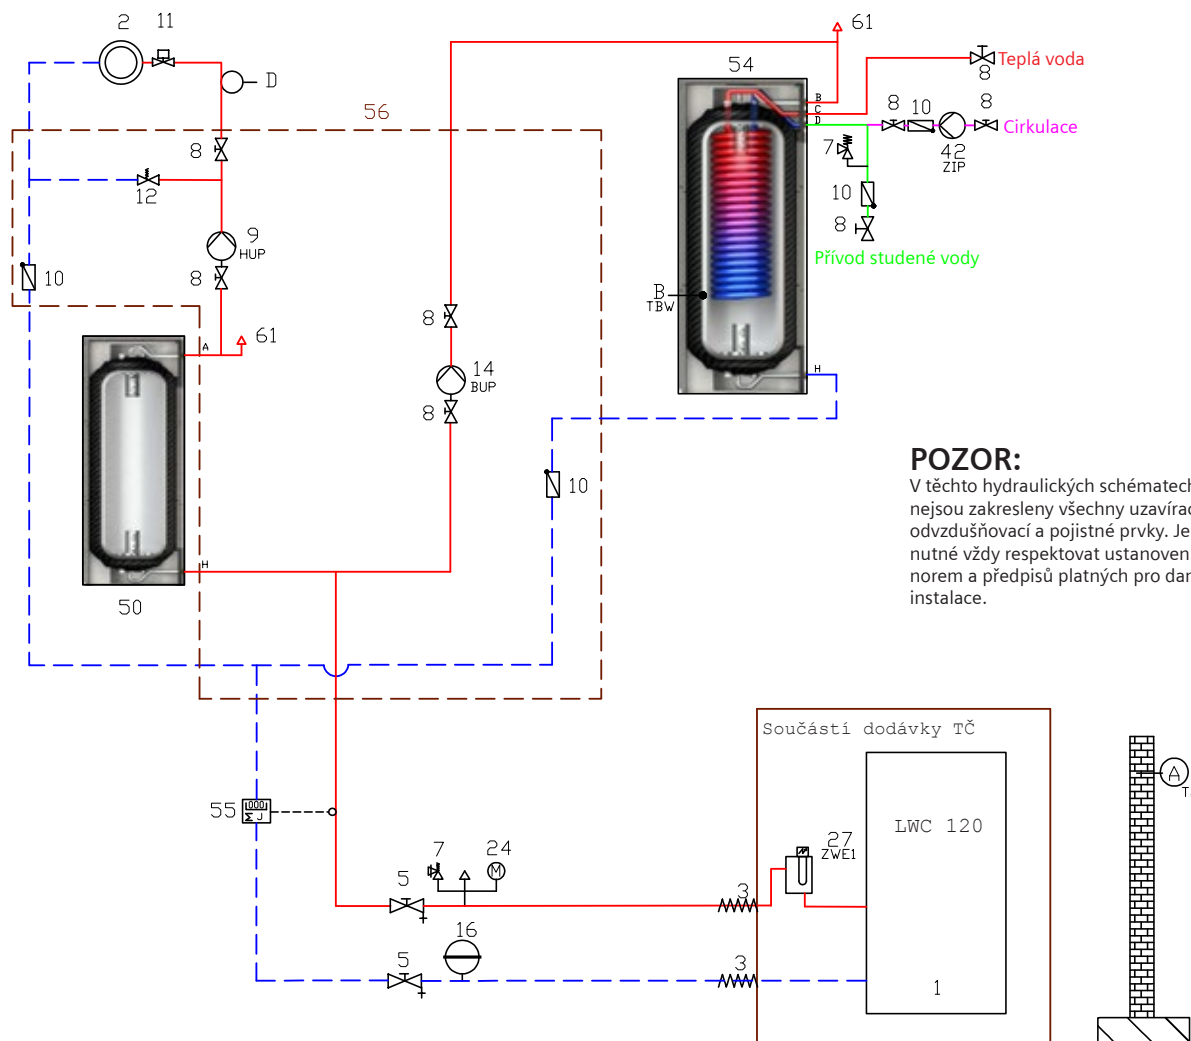 2
11
61
54
Teplá voda
8
D
56
B
C
D
8
10
8
Cirkulace
42
ZIP
8
7
12
10
9
HUP
8
Přívod studené vody
10
8
B
TBW
8
61
A
14
BUP
8
H
POZOR:
V těchto hydraulických schématech
nejsou zakresleny všechny
odvzdušňovací a pojistné prvky. Je
nutné vždy respektovat
norem a předpisů platných pro
instalace.
10
H
50
Součástí dodávky TČ
A
55
000
Σ J
LWC 120
27
ZWE1
7
24
M
5
3
16
5
3
1